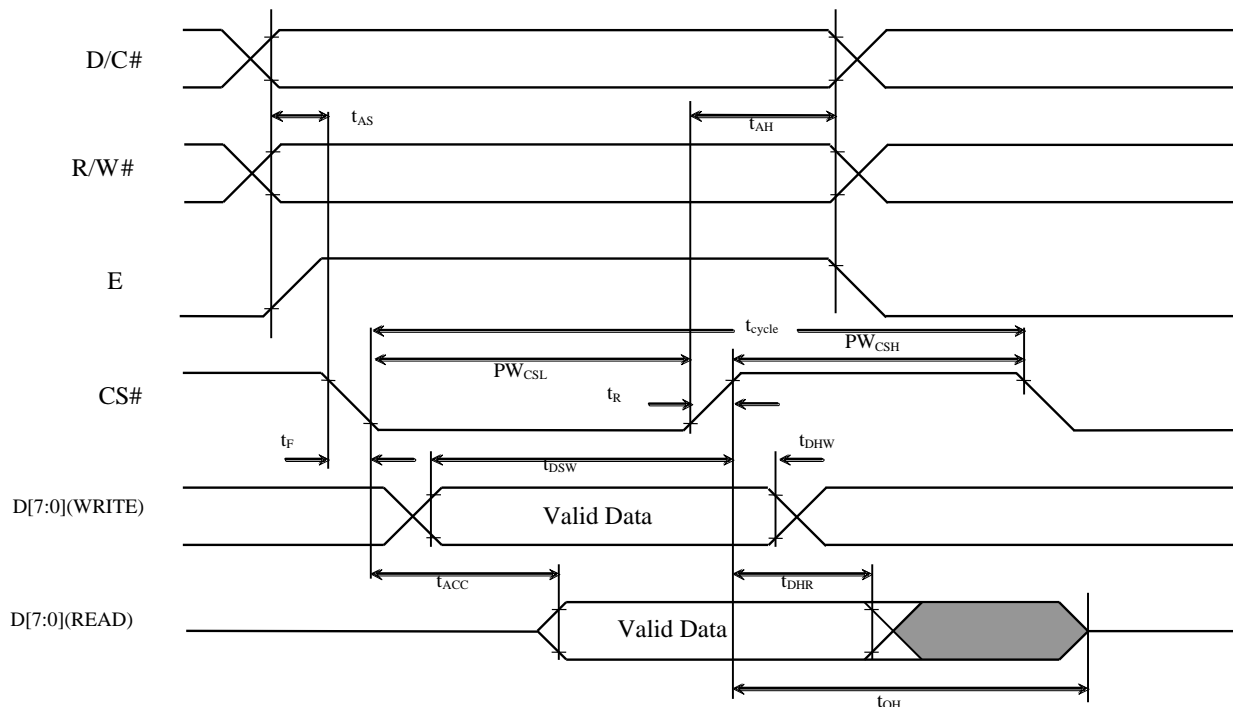 D/C#
tAS
tAH
R/W#
E
tcycle
PWCSH
PWCSL
CS#
tR
tF
tDHW
tDSW
D[7:0](WRITE)
Valid Data
tACC
tDHR
D[7:0](READ)
Valid Data
tOH